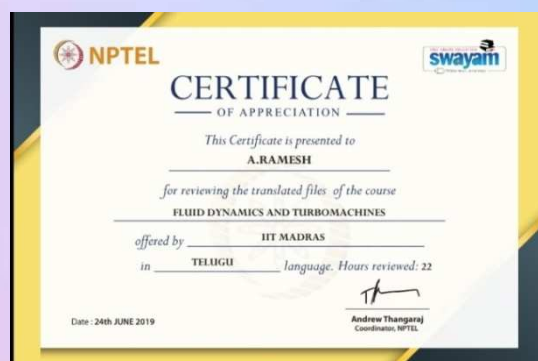 NPTEL
swayam
CERTIFICATE
OF APPRECIATION
This Certificate is presented to
A.RAMESH
for reviewing the translated files of the course
FLUID DYNAMICS AND TURBOMACHINES
offered by IIT MADRAS
in TELUGU language. Hours reviewed: 22
Date : 24th JUNE 2019
Andrew Thangaraj
Coordinator, NPTEL